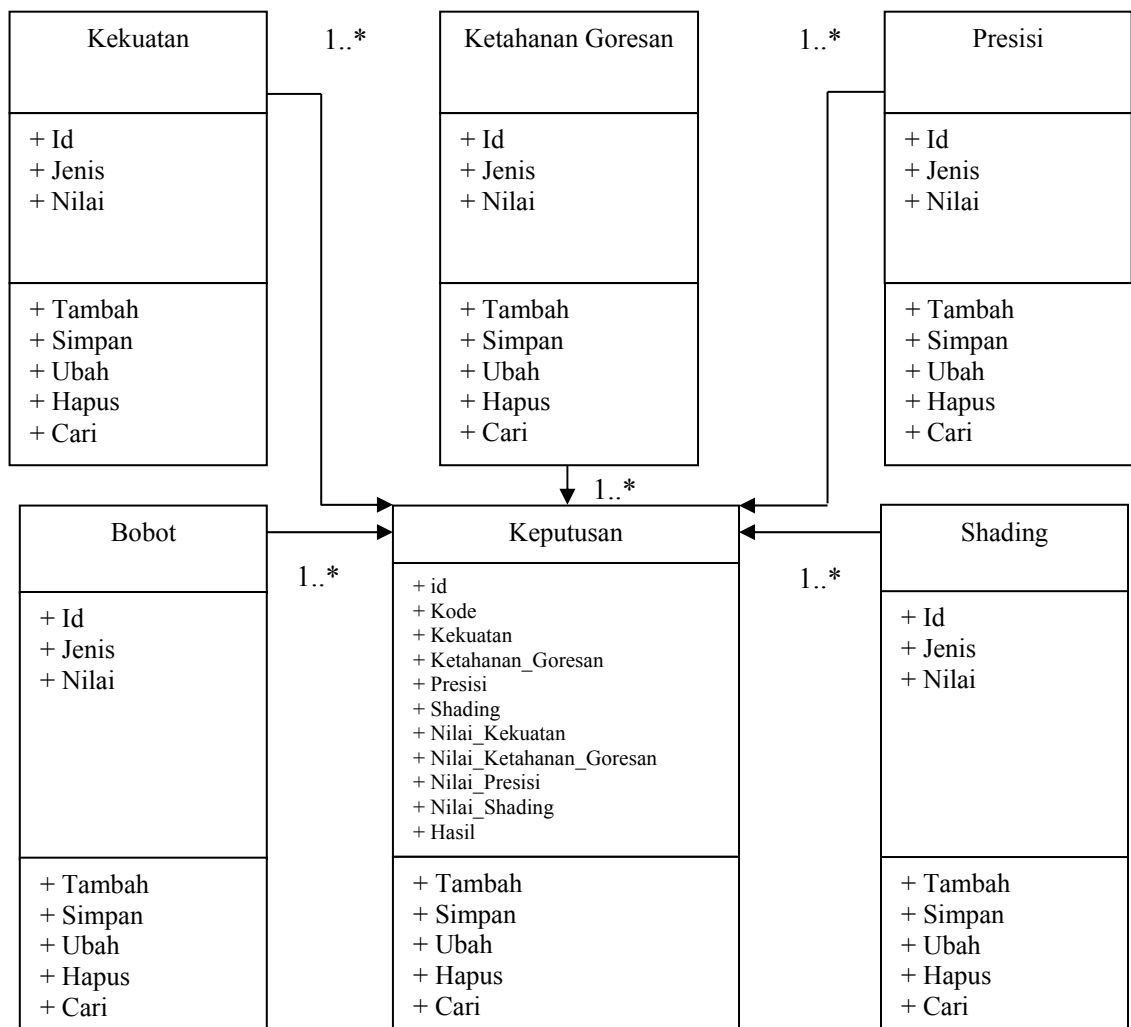 Kekuatan
+ Id
+ Jenis
+ Nilai
+ Tambah
+ Simpan
+ Ubah
+ Hapus
+ Cari
1..*
Ketahanan Goresan
+ Id
+ Jenis
+ Nilai
+ Tambah
+ Simpan
+ Ubah
+ Hapus
+ Cari
1..*
1..*
Presisi
+ Id
+ Jenis
+ Nilai
+ Tambah
+ Simpan
+ Ubah
+ Hapus
+ Cari
Bobot
+ Id
+ Jenis
+ Nilai
+ Tambah
+ Simpan
+ Ubah
+ Hapus
+ Cari
1..*
Keputusan
+ id
+ Kode
+ Kekuatan
+ Ketahanan_Goresan
+ Presisi
+ Shading
+ Nilai_Kekuatan
+ Nilai_Ketahanan_Goresan
+ Nilai_Presisi
+ Nilai_Shading
+ Hasil
+ Tambah
+ Simpan
+ Ubah
+ Hapus
+ Cari
1..*
Shading
+ Id
+ Jenis
+ Nilai
+ Tambah
+ Simpan
+ Ubah
+ Hapus
+ Cari